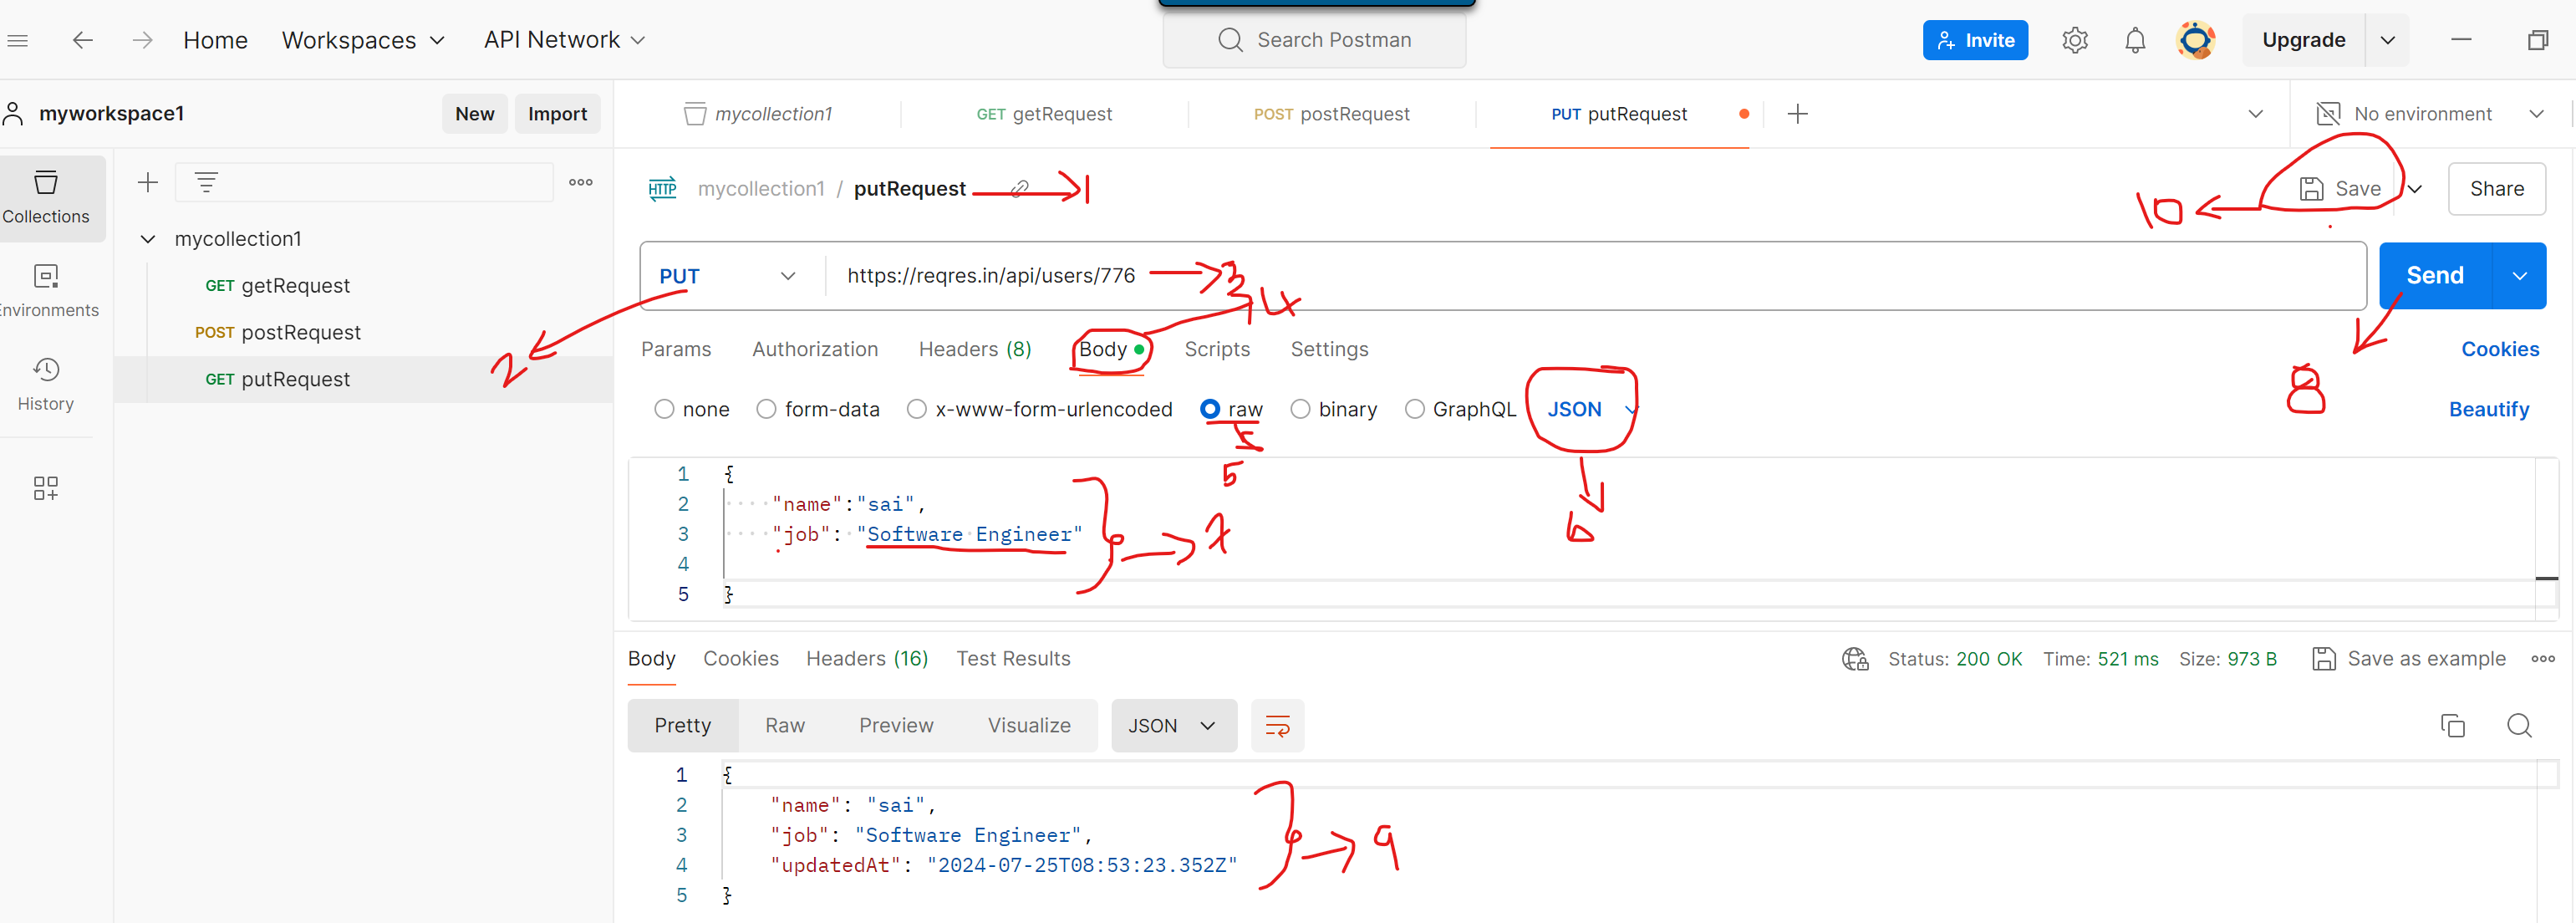 Home Workspaces API Network Search Postman Invite Upgrade
myworkspace1 New Import
mycollection1 GET getRequest POST postRequest PUT putRequest No environment
Collections
Environments
History
mycollection1
GET getRequest
POST postRequest
GET putRequest
HTTP mycollection1 / putRequest 1
10 Save Share
PUT https://reqres.in/api/users/776 3 Send
2
4
8
Params Authorization Headers (8) Body Scripts Settings Cookies
none form-data x-www-form-urlencoded raw binary GraphQL JSON Beautify
5
5
6
1 {
2 "name":"sai",
3 "job": "Software Engineer"
4
5 }
7
Body Cookies Headers (16) Test Results Status: 200 OK Time: 521 ms Size: 973 B Save as example
Pretty Raw Preview Visualize JSON
1 {
2 "name": "sai",
3 "job": "Software Engineer",
4 "updatedAt": "2024-07-25T08:53:23.352Z"
5 }
9